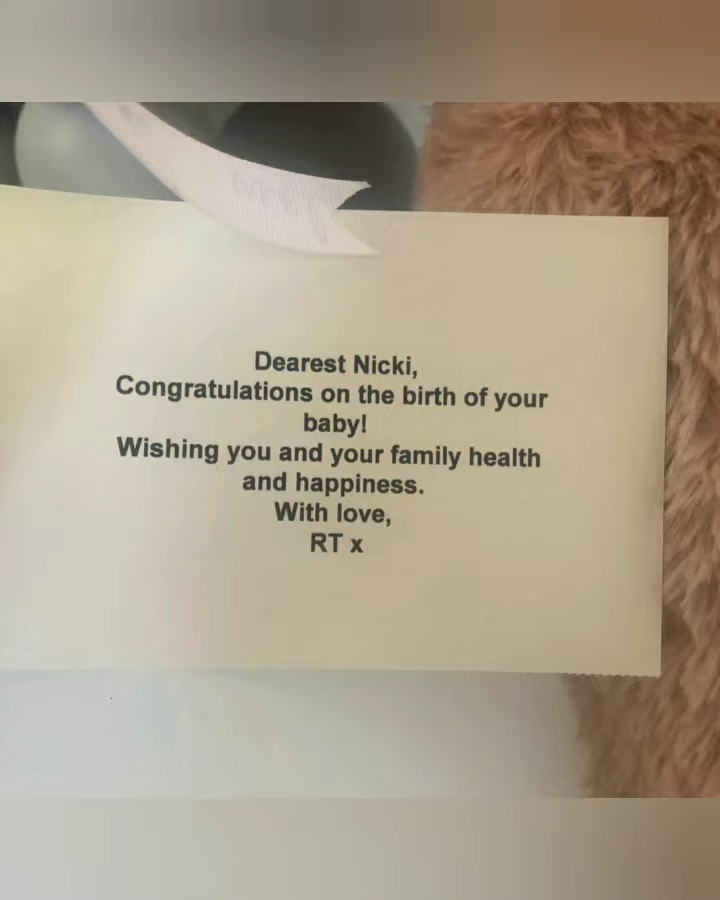 Dearest Nicki,
Congratulations on the birth of your
baby!
Wishing you and your family health
and happiness.
With love,
RT x